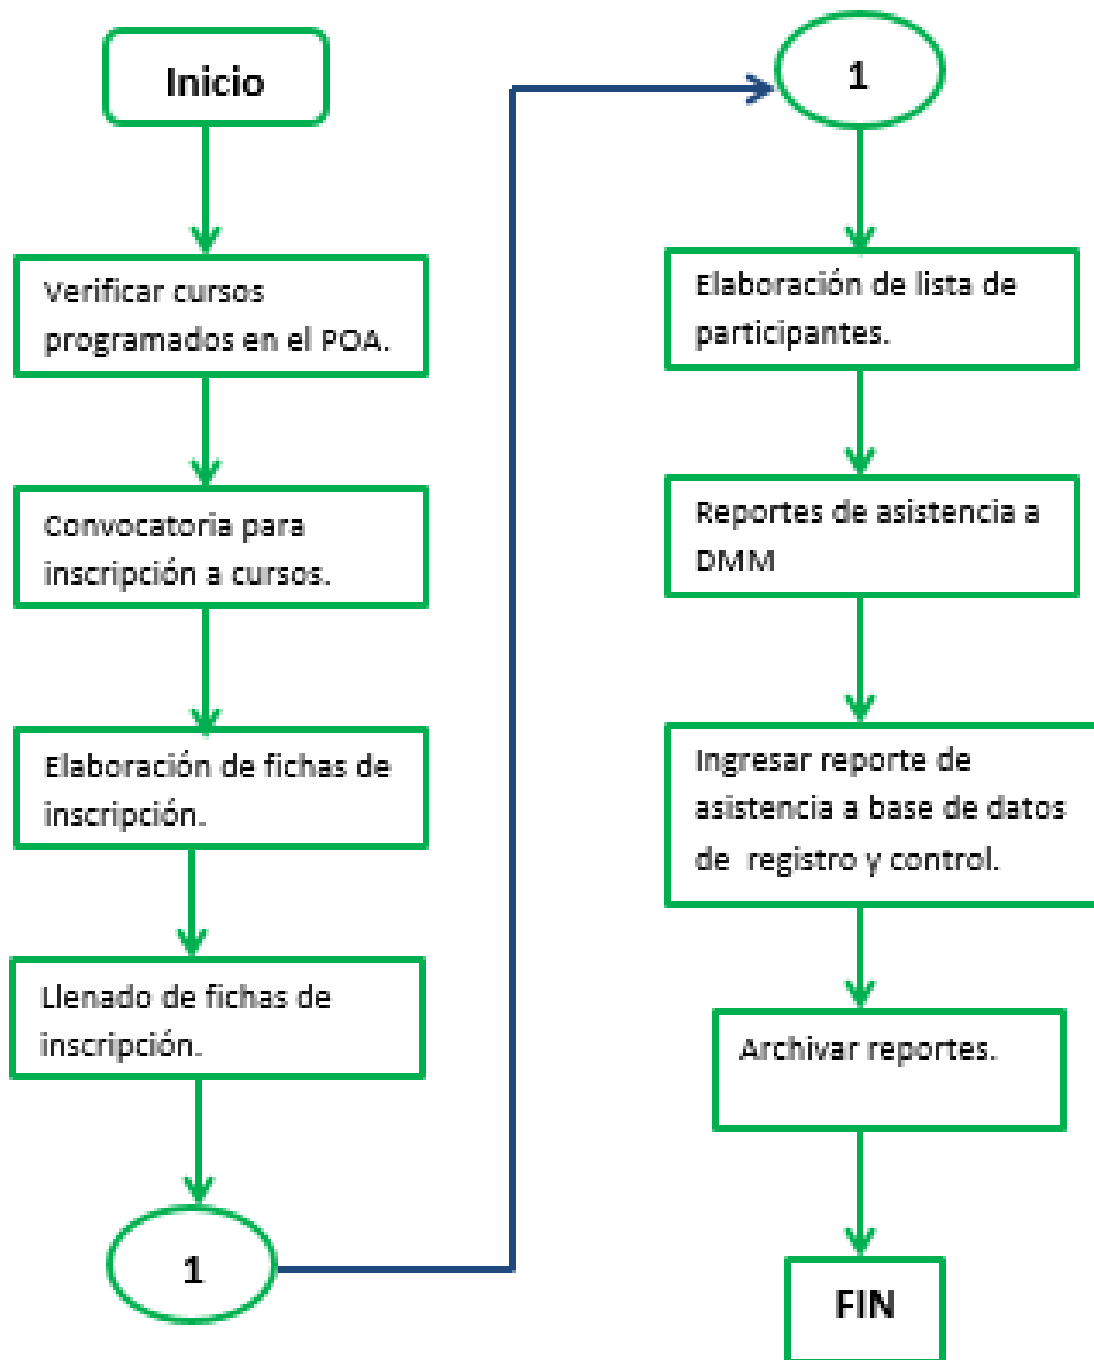 Inicio
Verificar cursos
programados en el POA.
Convocatoria para
inscripción a cursos.
Elaboración de fichas de
inscripción.
Llenado de fichas de
inscripción.
1
1
Elaboración de lista de
participantes.
Reportes de asistencia a
DMM
Ingresar reporte de
asistencia a base de datos
de registro y control.
Archivar reportes.
FIN